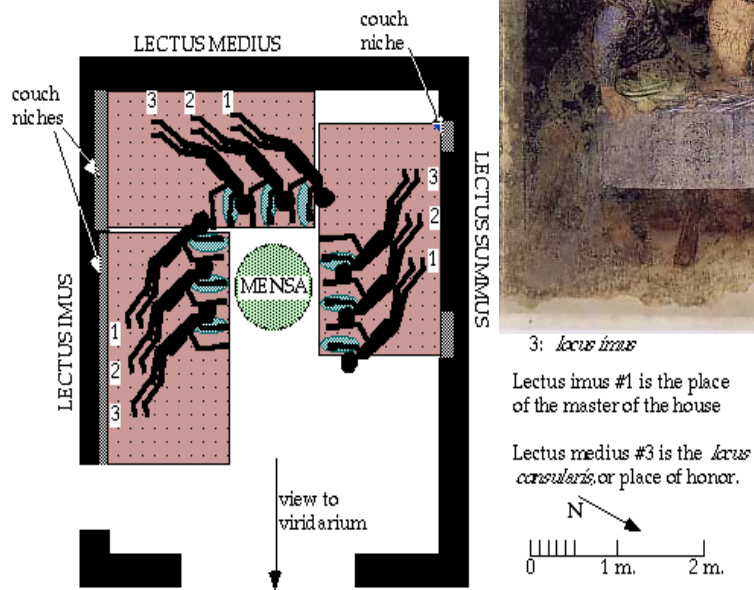 LECTUS MEDIUS
couch
niche
couch
niches
3 2 1
3
2
1
LECTUS SUMMUS
MENSA
LECTUS IMUS
1
2
3
view to
viridarium
3: locus imus
Lectus imus #1 is the place
of the master of the house
Lectus medius #3 is the locus
consularis, or place of honor.
N
0 1 m. 2 m.